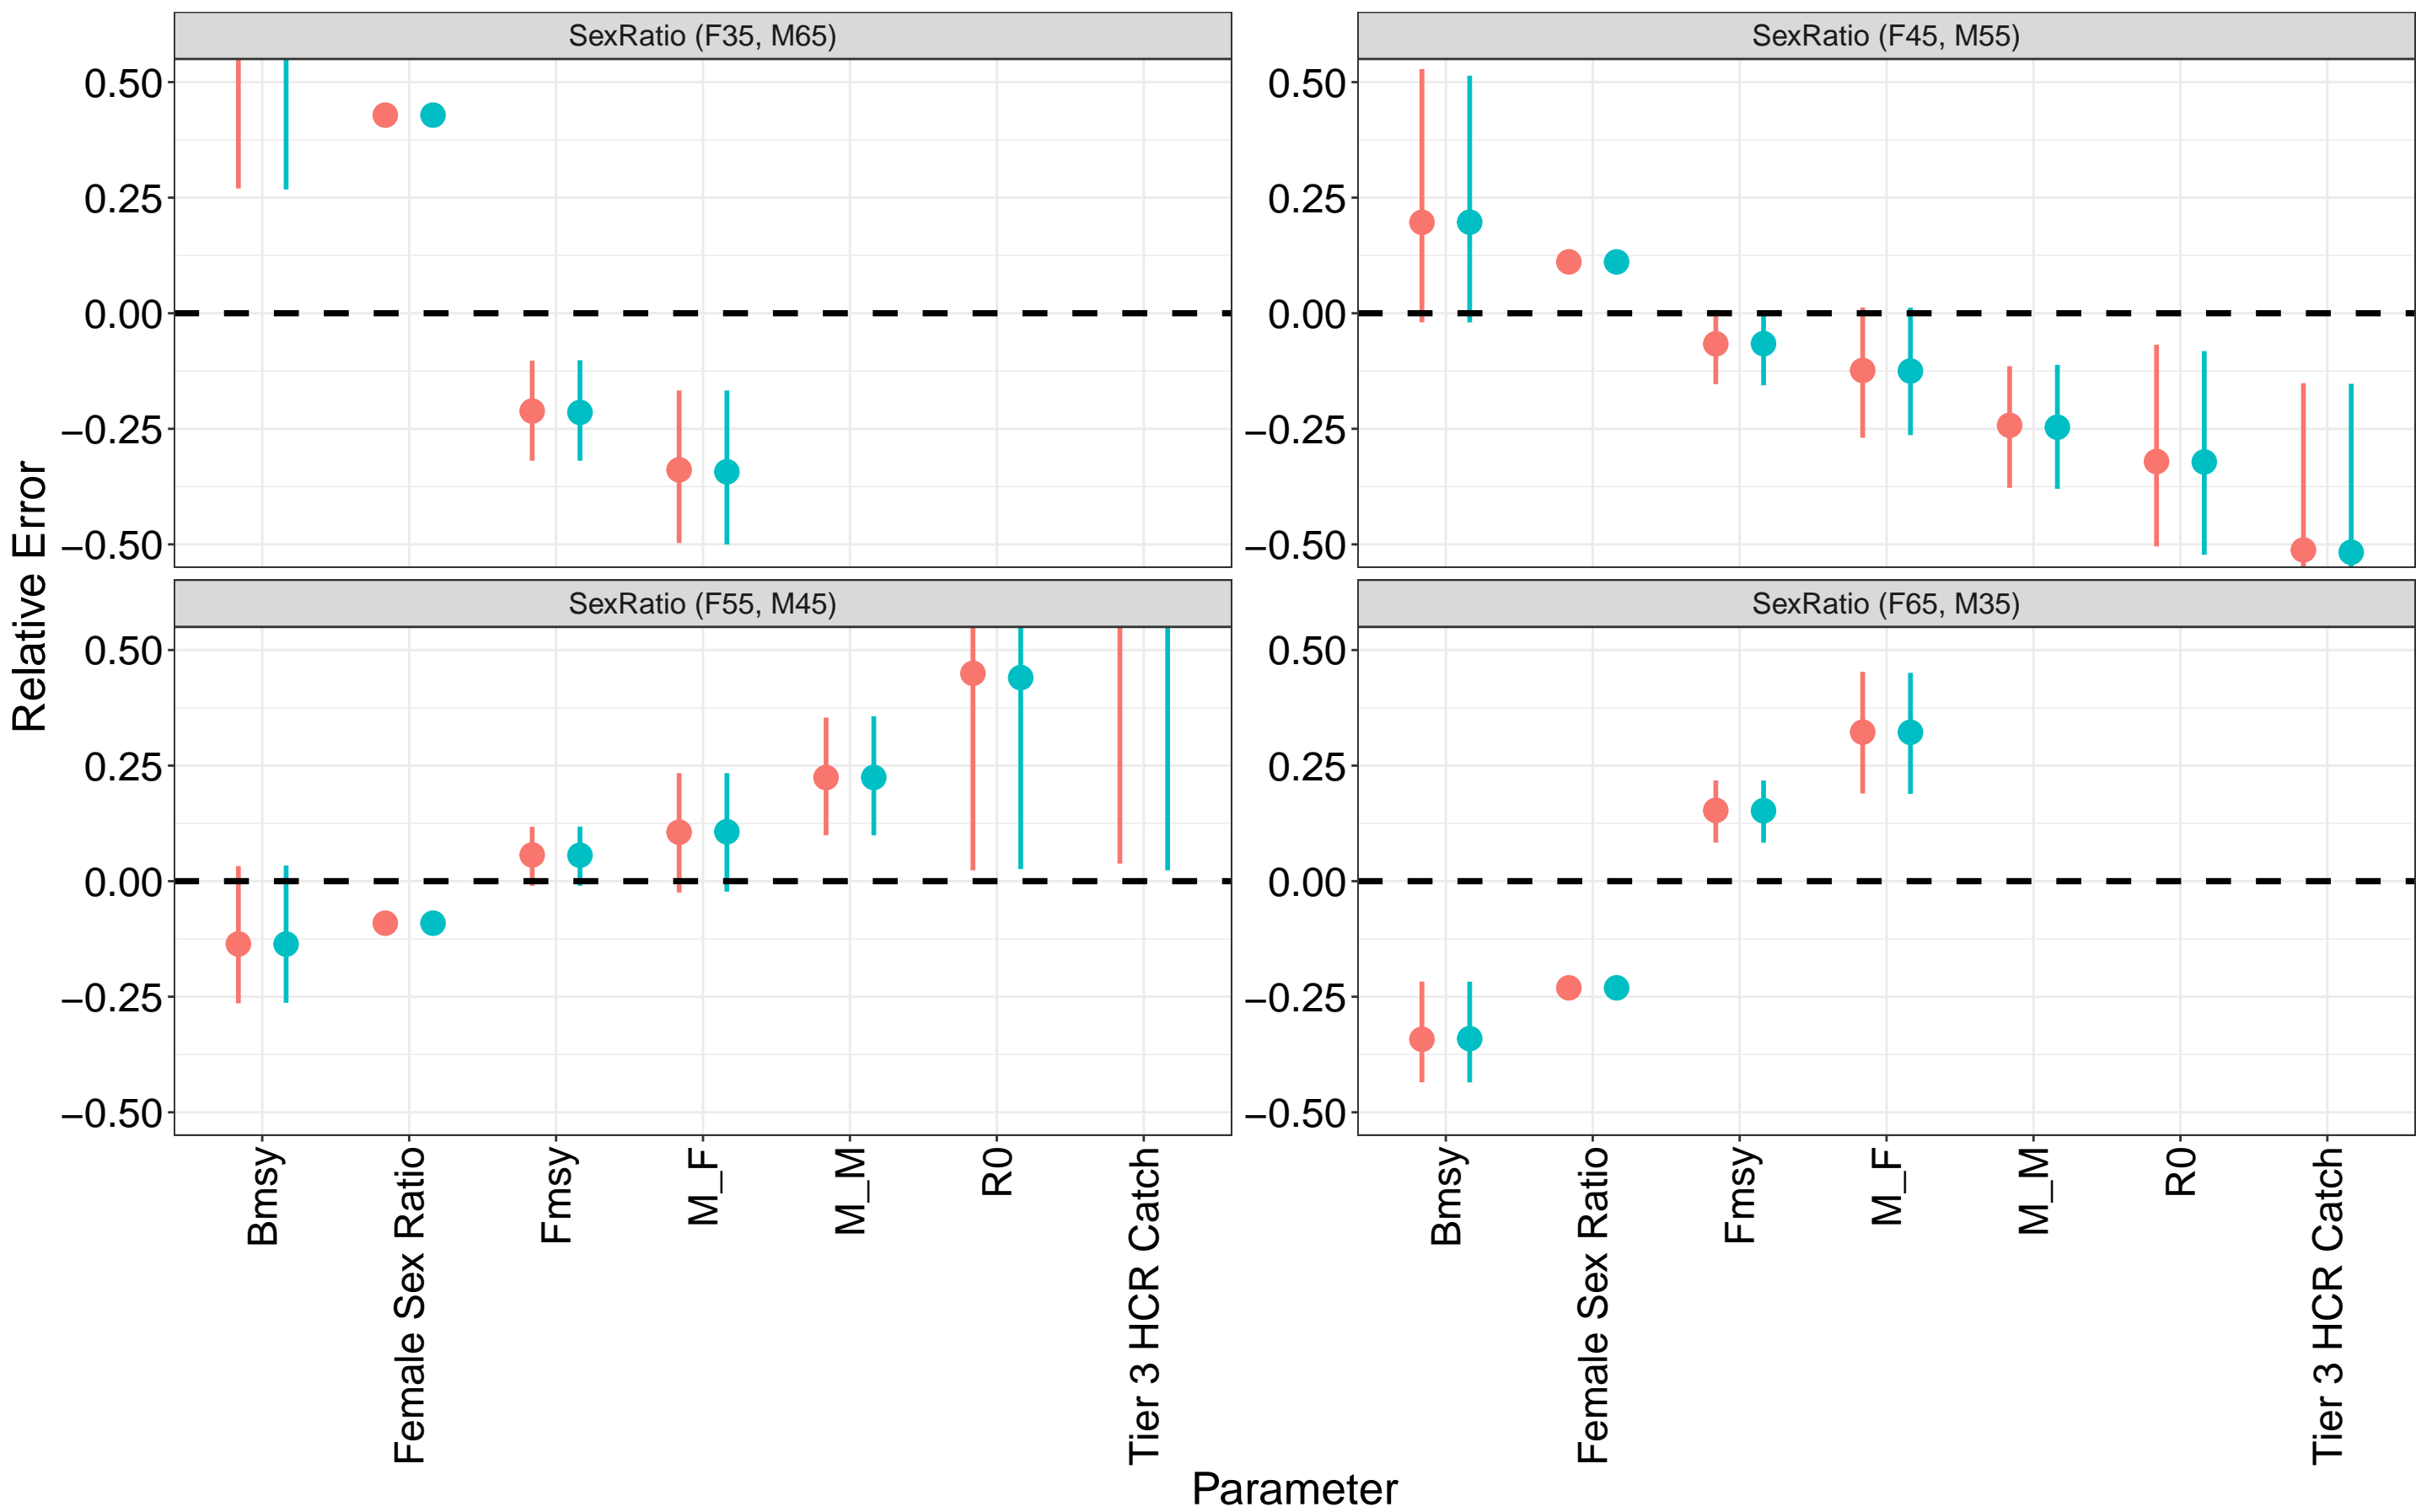 SexRatio (F35, M65)
SexRatio (F45, M55)
0.50
0.25
0.00
−0.25
−0.50
0.50
0.25
0.00
−0.25
−0.50
SexRatio (F55, M45)
SexRatio (F65, M35)
0.50
0.25
0.00
−0.25
−0.50
0.50
0.25
0.00
−0.25
−0.50
Relative Error
Bmsy
Female Sex Ratio
Fmsy
M_F
M_M
R0
Tier 3 HCR Catch
Bmsy
Female Sex Ratio
Fmsy
M_F
M_M
R0
Tier 3 HCR Catch
Parameter